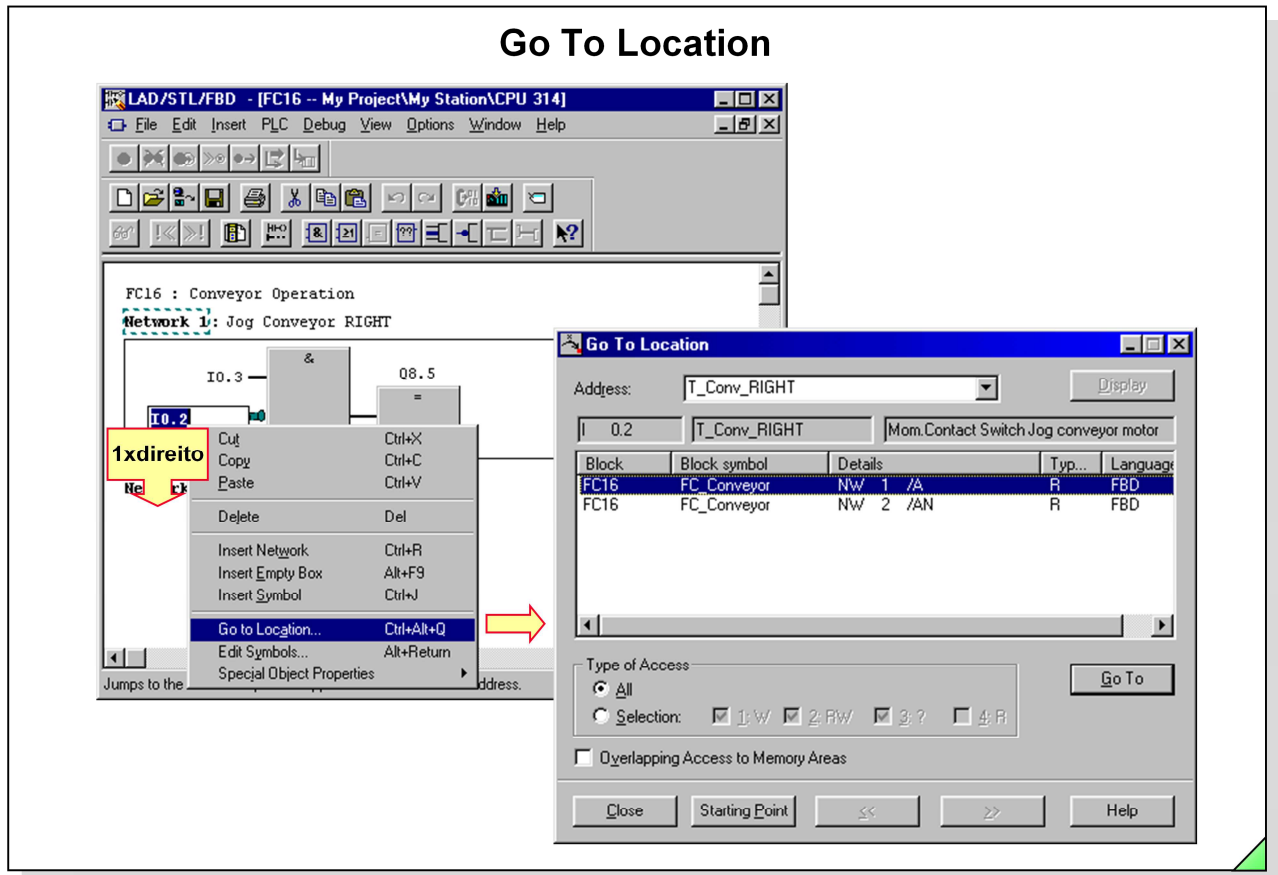 Go To Location
LAD/STL/FBD - [FC16 -- My Project\My Station\CPU 314]
File Edit Insert PLC Debug View Options Window Help
FC16 : Conveyor Operation
Network 1: Jog Conveyor RIGHT
&
I0.3
Q8.5
=
I0.2
1xdireito
Cut Ctrl+X
Copy Ctrl+C
Paste Ctrl+V
Delete Del
Insert Network Ctrl+R
Insert Empty Box Alt+F9
Insert Symbol Ctrl+J
Go to Location... Ctrl+Alt+Q
Edit Symbols... Alt+Return
Special Object Properties
Jumps to the
ddress.
Go To Location
Address: T_Conv_RIGHT Display
I 0.2 T_Conv_RIGHT Mom.Contact Switch Jog conveyor motor
Block Block symbol Details Typ... Language
FC16 FC_Conveyor NW 1 /A R FBD
FC16 FC_Conveyor NW 2 /AN R FBD
Type of Access
All
Selection: 1: W 2: RW 3: ? 4: R
Go To
Overlapping Access to Memory Areas
Close Starting Point << >> Help